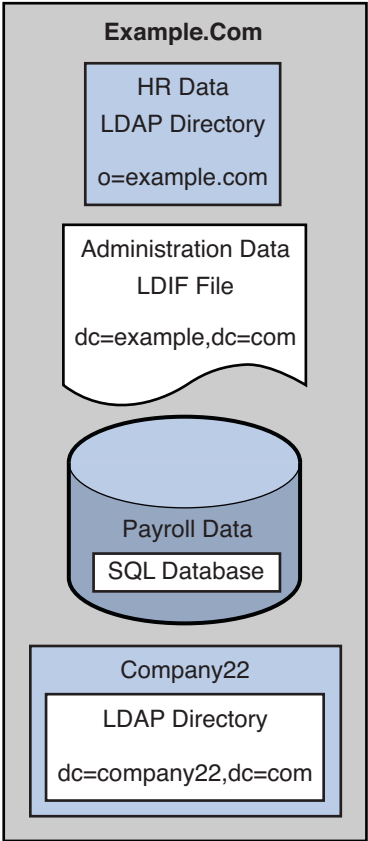 Example.Com
HR Data
LDAP Directory
o=example.com
Administration Data
LDIF File
dc=example,dc=com
Payroll Data
SQL Database
Company22
LDAP Directory
dc=company22,dc=com